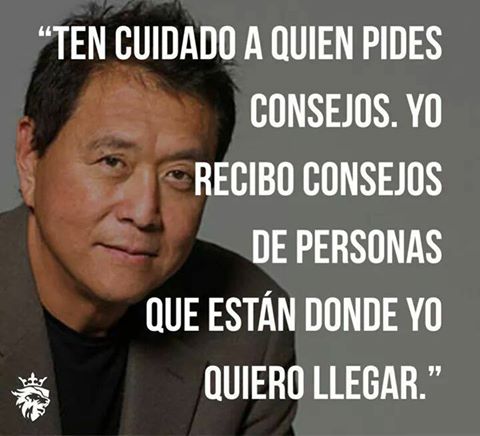 “TEN CUIDADO A QUIEN PIDES
CONSEJOS. YO
RECIBO CONSEJOS
DE PERSONAS
QUE ESTÁN DONDE YO
QUIERO LLEGAR.”